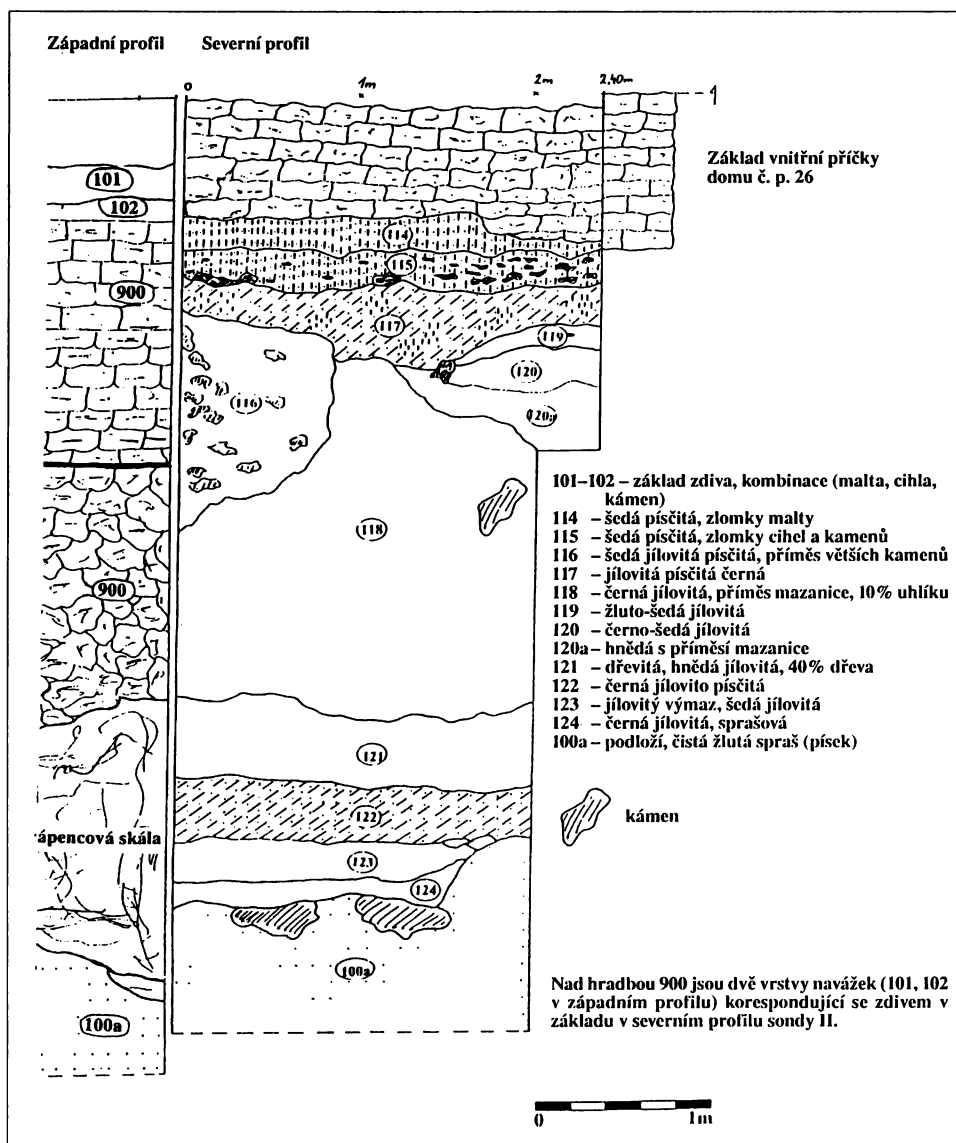 Západní profil
Severní profil
0
1m
2m
2,40m
1
Základ vnitřní příčky
domu č. p. 26
101
102
900
114
115
117
119
120
120a
116
118
900
121
122
ápencová skála
123
124
100a
100a
101–102 – základ zdiva, kombinace (malta, cihla,
kámen)
114 – šedá písčitá, zlomky malty
115 – šedá písčitá, zlomky cihel a kamenů
116 – šedá jílovitá písčitá, příměs větších kamenů
117 – jílovitá písčitá černá
118 – černá jílovitá, příměs mazanice, 10% uhlíku
119 – žluto-šedá jílovitá
120 – černo-šedá jílovitá
120a – hnědá s příměsí mazanice
121 – dřevitá, hnědá jílovitá, 40% dřeva
122 – černá jílovito písčitá
123 – jílovitý výmaz, šedá jílovitá
124 – černá jílovitá, sprašová
100a – podloží, čistá žlutá spraš (písek)
kámen
Nad hradbou 900 jsou dvě vrstvy navážek (101, 102
v západním profilu) korespondující se zdivem v
základu v severním profilu sondy II.
0
1m